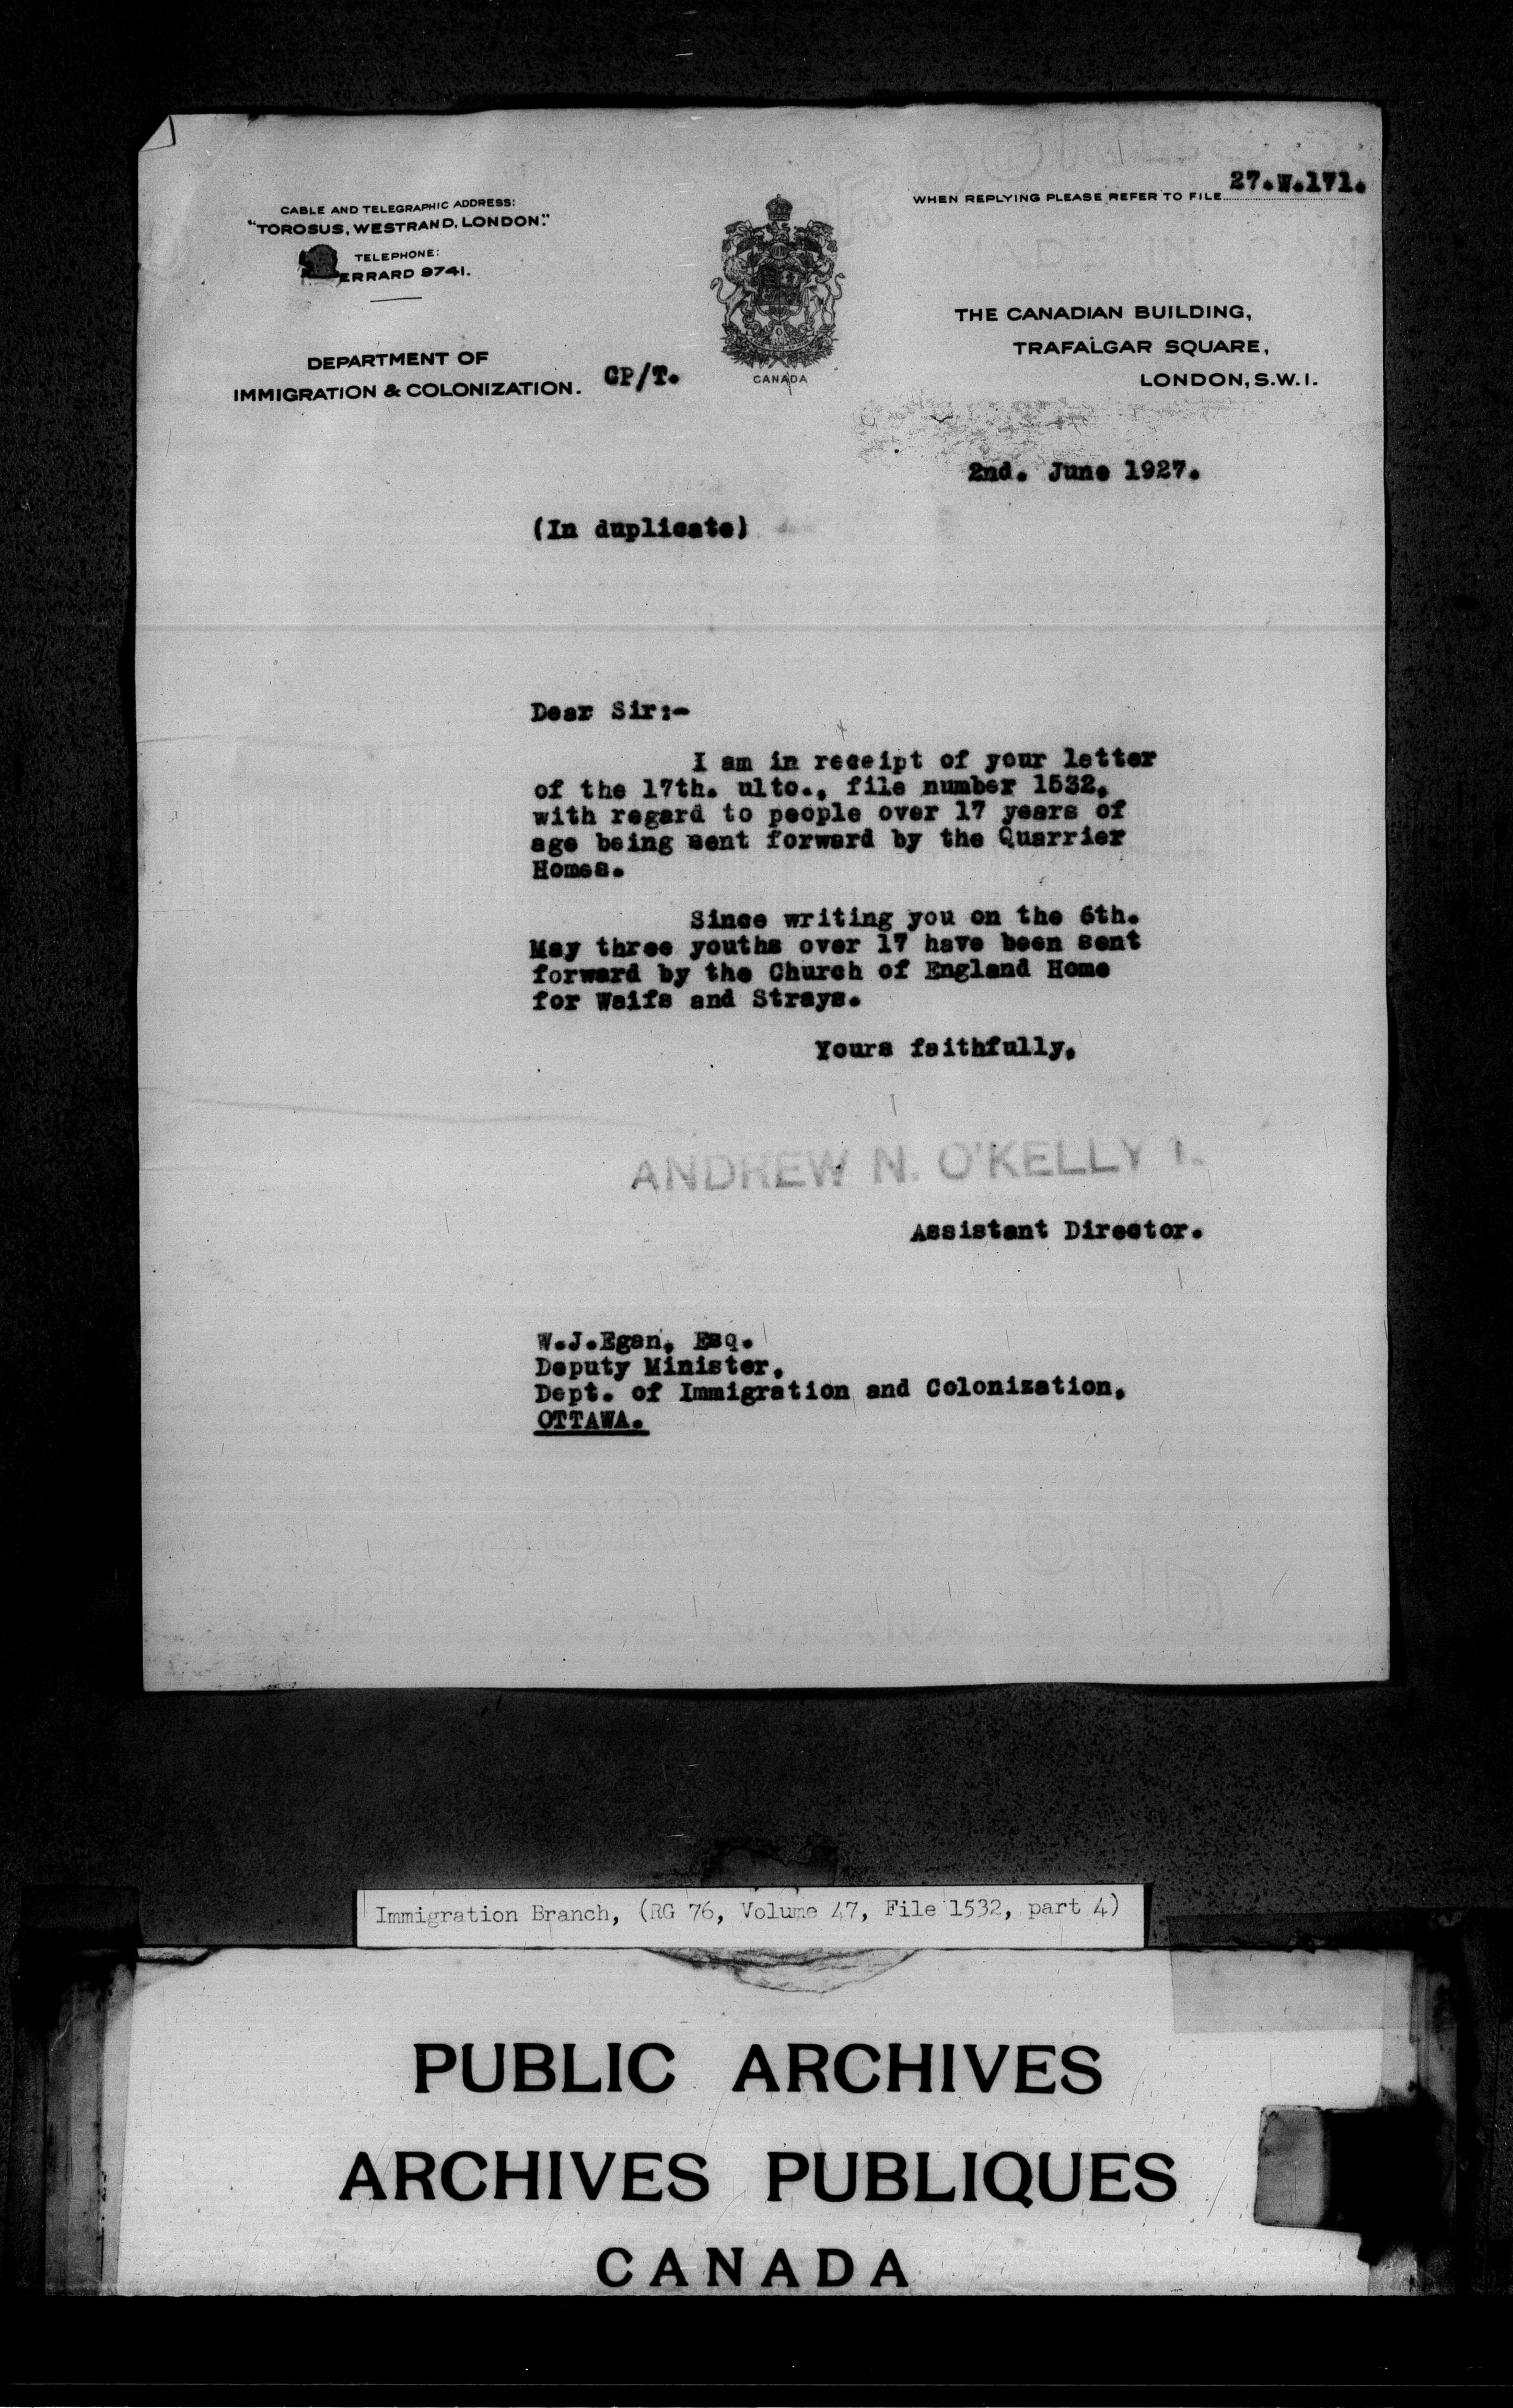 CABLE AND TELEGRAPHIC ADDRESS:
"TOROSUS, WESTRAND, LONDON."
TELEPHONE:
ERRARD 9741.
DEPARTMENT OF
IMMIGRATION & COLONIZATION.
CP/T.
CANADA
WHEN REPLYING PLEASE REFER TO FILE 27.W.171.
THE CANADIAN BUILDING,
TRAFALGAR SQUARE,
LONDON, S.W.1.
2nd. June 1927.
(In duplicate)
Dear Sir:-
I am in receipt of your letter
of the 17th. ulto., file number 1532,
with regard to people over 17 years of
age being sent forward by the Quarrier
Homes.
Since writing you on the 6th.
May three youths over 17 have been sent
forward by the Church of England Home
for Waifs and Strays.
Yours faithfully,
ANDREW N. O'KELLY
Assistant Director.
W.J.Egan, Esq.
Deputy Minister,
Dept. of Immigration and Colonization,
OTTAWA.
PROGRESS BOND
Immigration Branch, (RG 76, Volume 47, File 1532, part 4)
PUBLIC ARCHIVES
ARCHIVES PUBLIQUES
CANADA